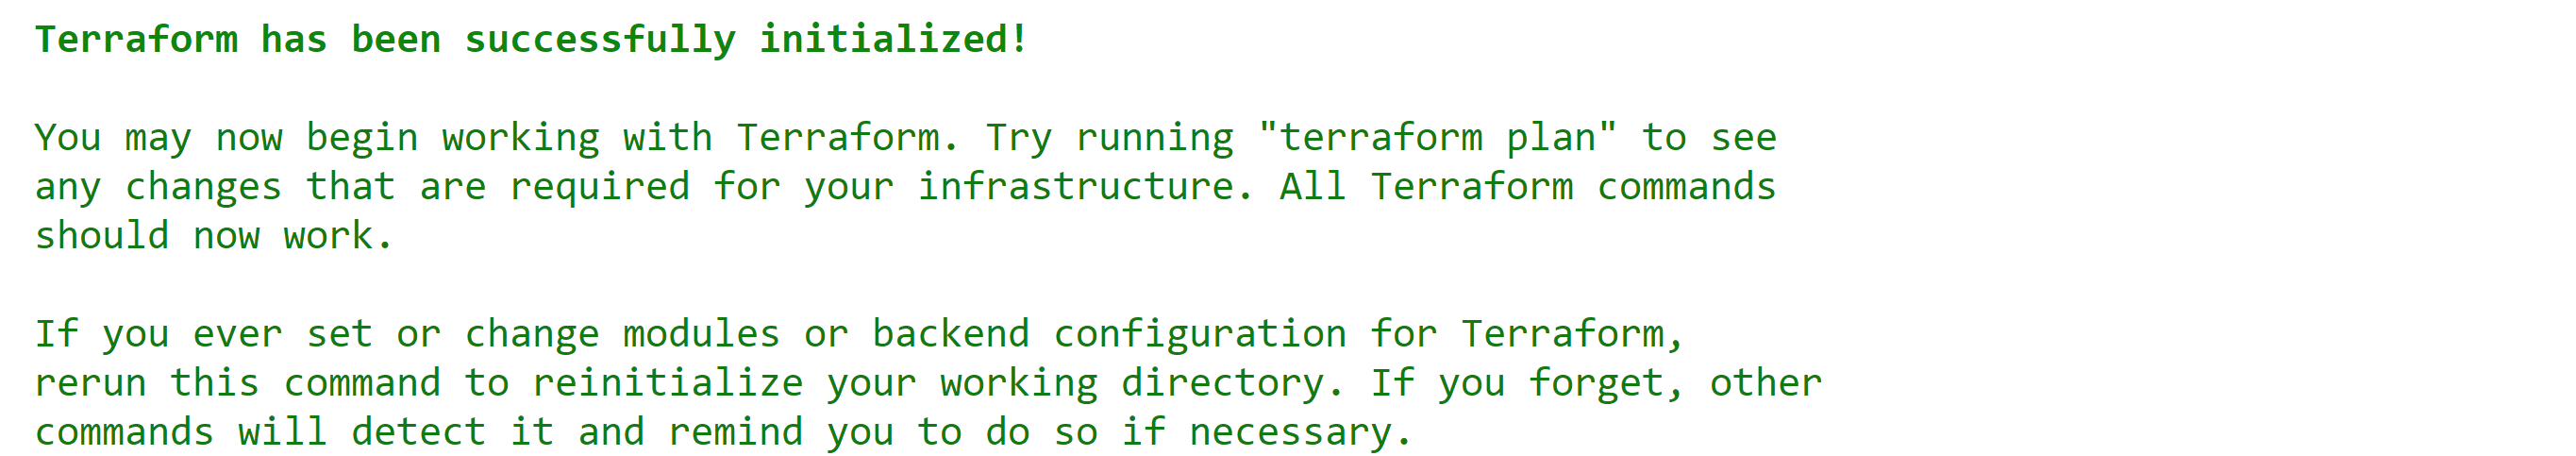 Terraform has been successfully initialized!
You may now begin working with Terraform. Try running "terraform plan" to see
any changes that are required for your infrastructure. All Terraform commands
should now work.
If you ever set or change modules or backend configuration for Terraform,
rerun this command to reinitialize your working directory. If you forget, other
commands will detect it and remind you to do so if necessary.